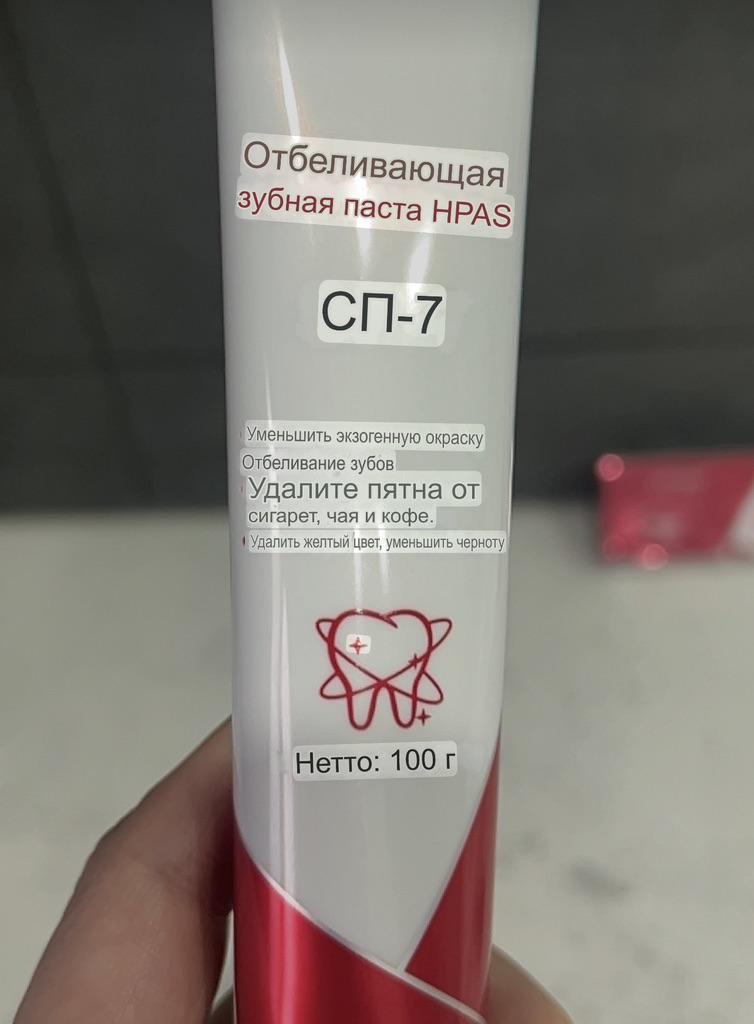 Отбеливающая
зубная паста HPAS
СП-7
Уменьшить экзогенную окраску
Отбеливание зубов
Удалите пятна от
сигарет, чая и кофе.
Удалить желтый цвет, уменьшить черноту
Нетто: 100 г